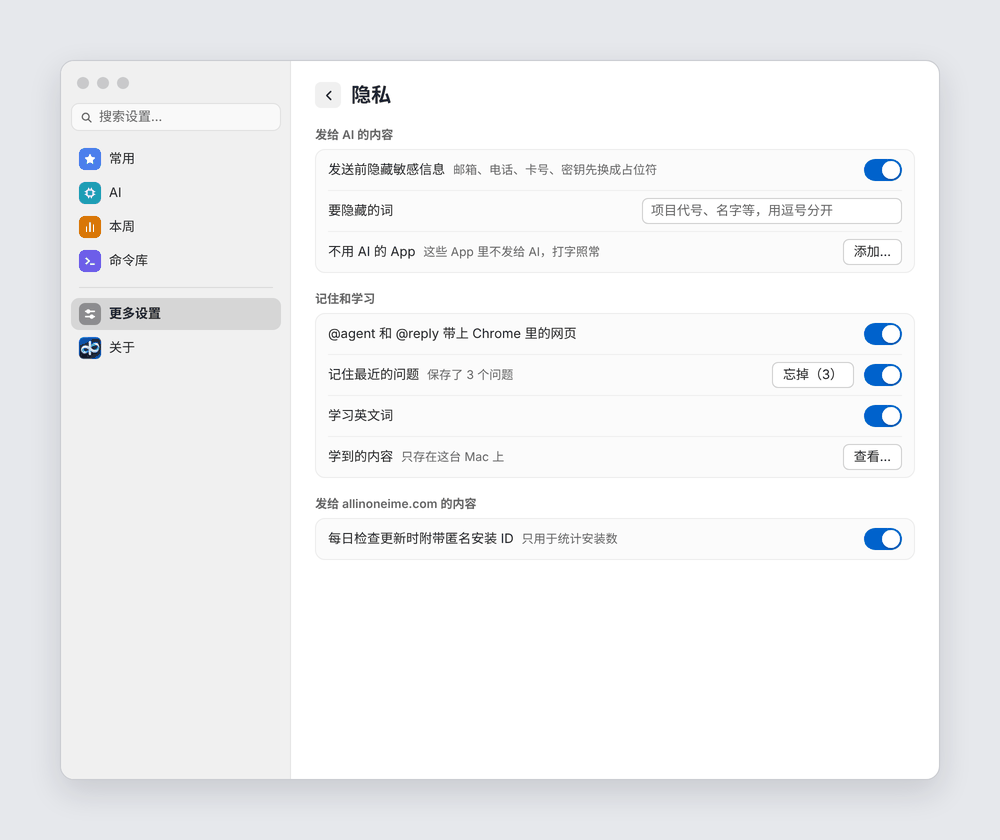 搜索设置...
常用
AI
本周
命令库
更多设置
关于
隐私
发给 AI 的内容
发送前隐藏敏感信息 邮箱、电话、卡号、密钥先换成占位符
要隐藏的词 项目代号、名字等，用逗号分开
不用 AI 的 App 这些 App 里不发给 AI，打字照常 添加...
记住和学习
@agent 和 @reply 带上 Chrome 里的网页
记住最近的问题 保存了 3 个问题 忘掉（3）
学习英文词
学到的内容 只存在这台 Mac 上 查看...
发给 allinoneime.com 的内容
每日检查更新时附带匿名安装 ID 只用于统计安装数